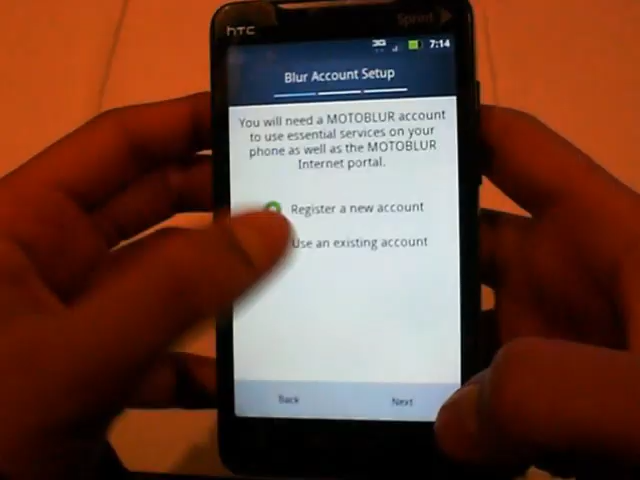 hTC
Sprint
3G
7:14
Blur Account Setup
You will need a MOTOBLUR account
to use essential services on your
phone as well as the MOTOBLUR
Internet portal.
Register a new account
Use an existing account
Back
Next